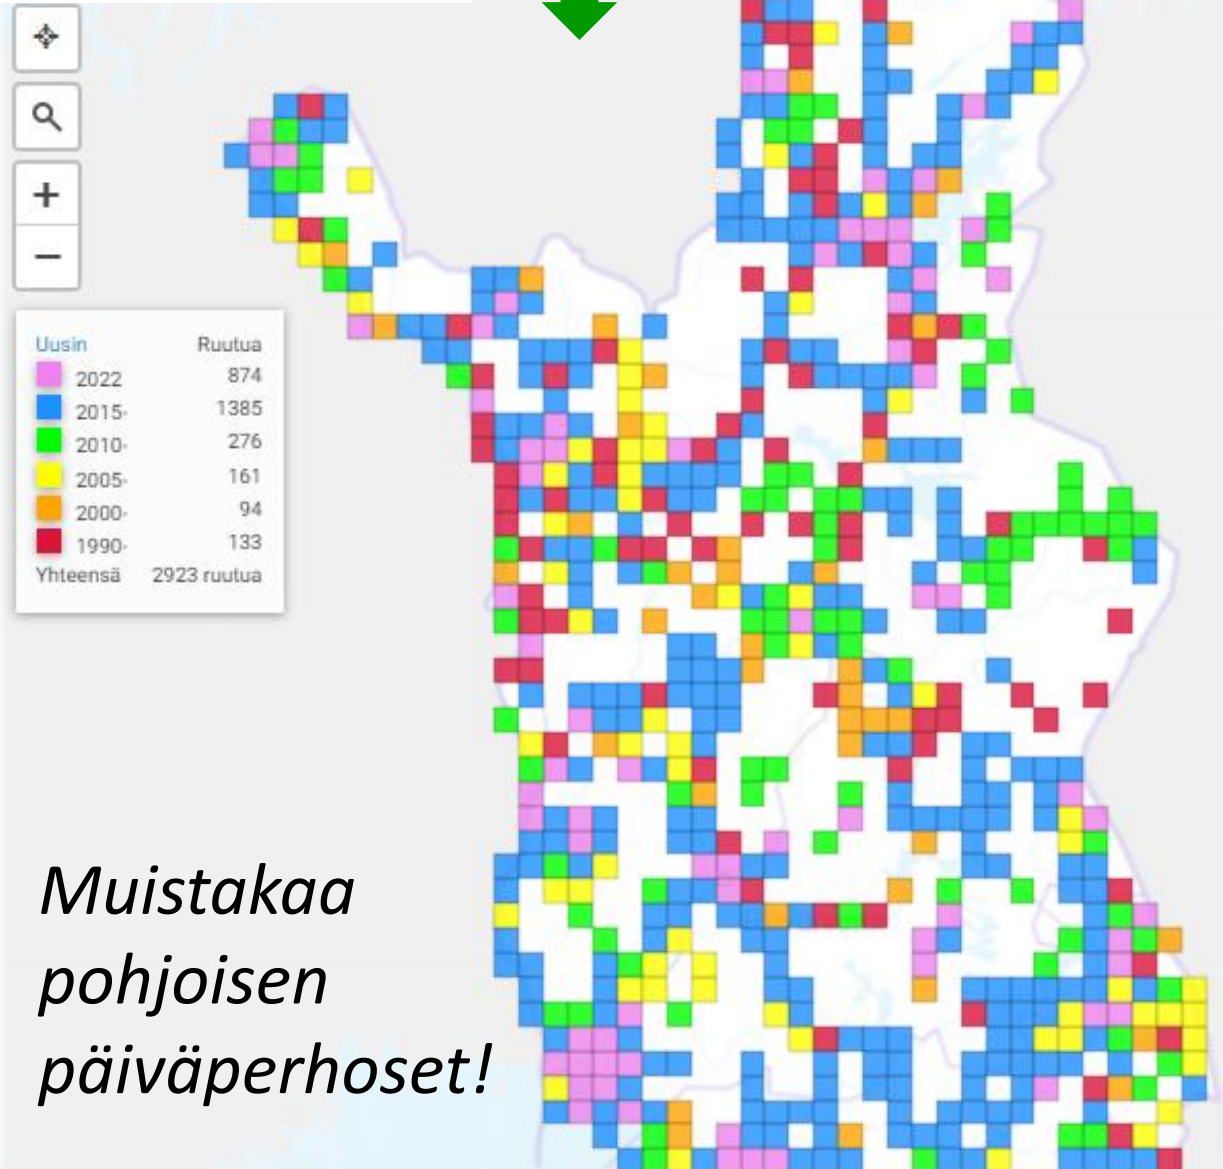 +
−
Uusin Ruutua
2022 874
2015- 1385
2010- 276
2005- 161
2000- 94
1990- 133
Yhteensä 2923 ruutua
Muistakaa
pohjoisen
päiväperhoset!